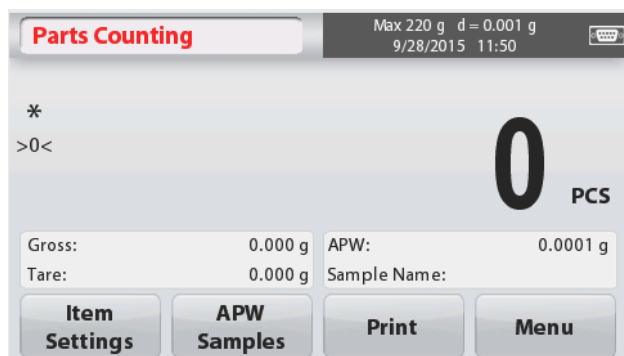 Parts Counting
Max 220 g d = 0.001 g
9/28/2015 11:50
*
>0<
0
PCS
Gross: 0.000 g
Tare: 0.000 g
APW: 0.0001 g
Sample Name:
Item
Settings
APW
Samples
Print
Menu